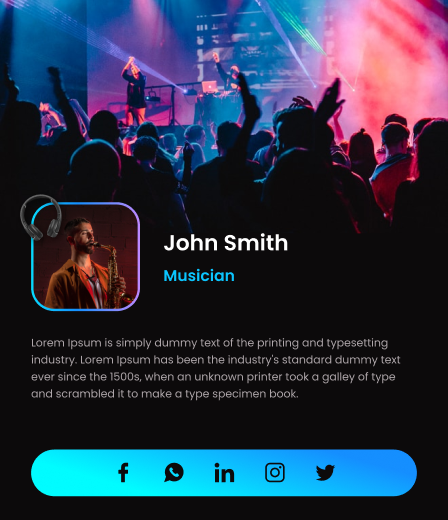 John Smith
Musician
Lorem Ipsum is simply dummy text of the printing and typesetting
industry. Lorem Ipsum has been the industry's standard dummy text
ever since the 1500s, when an unknown printer took a galley of type
and scrambled it to make a type specimen book.